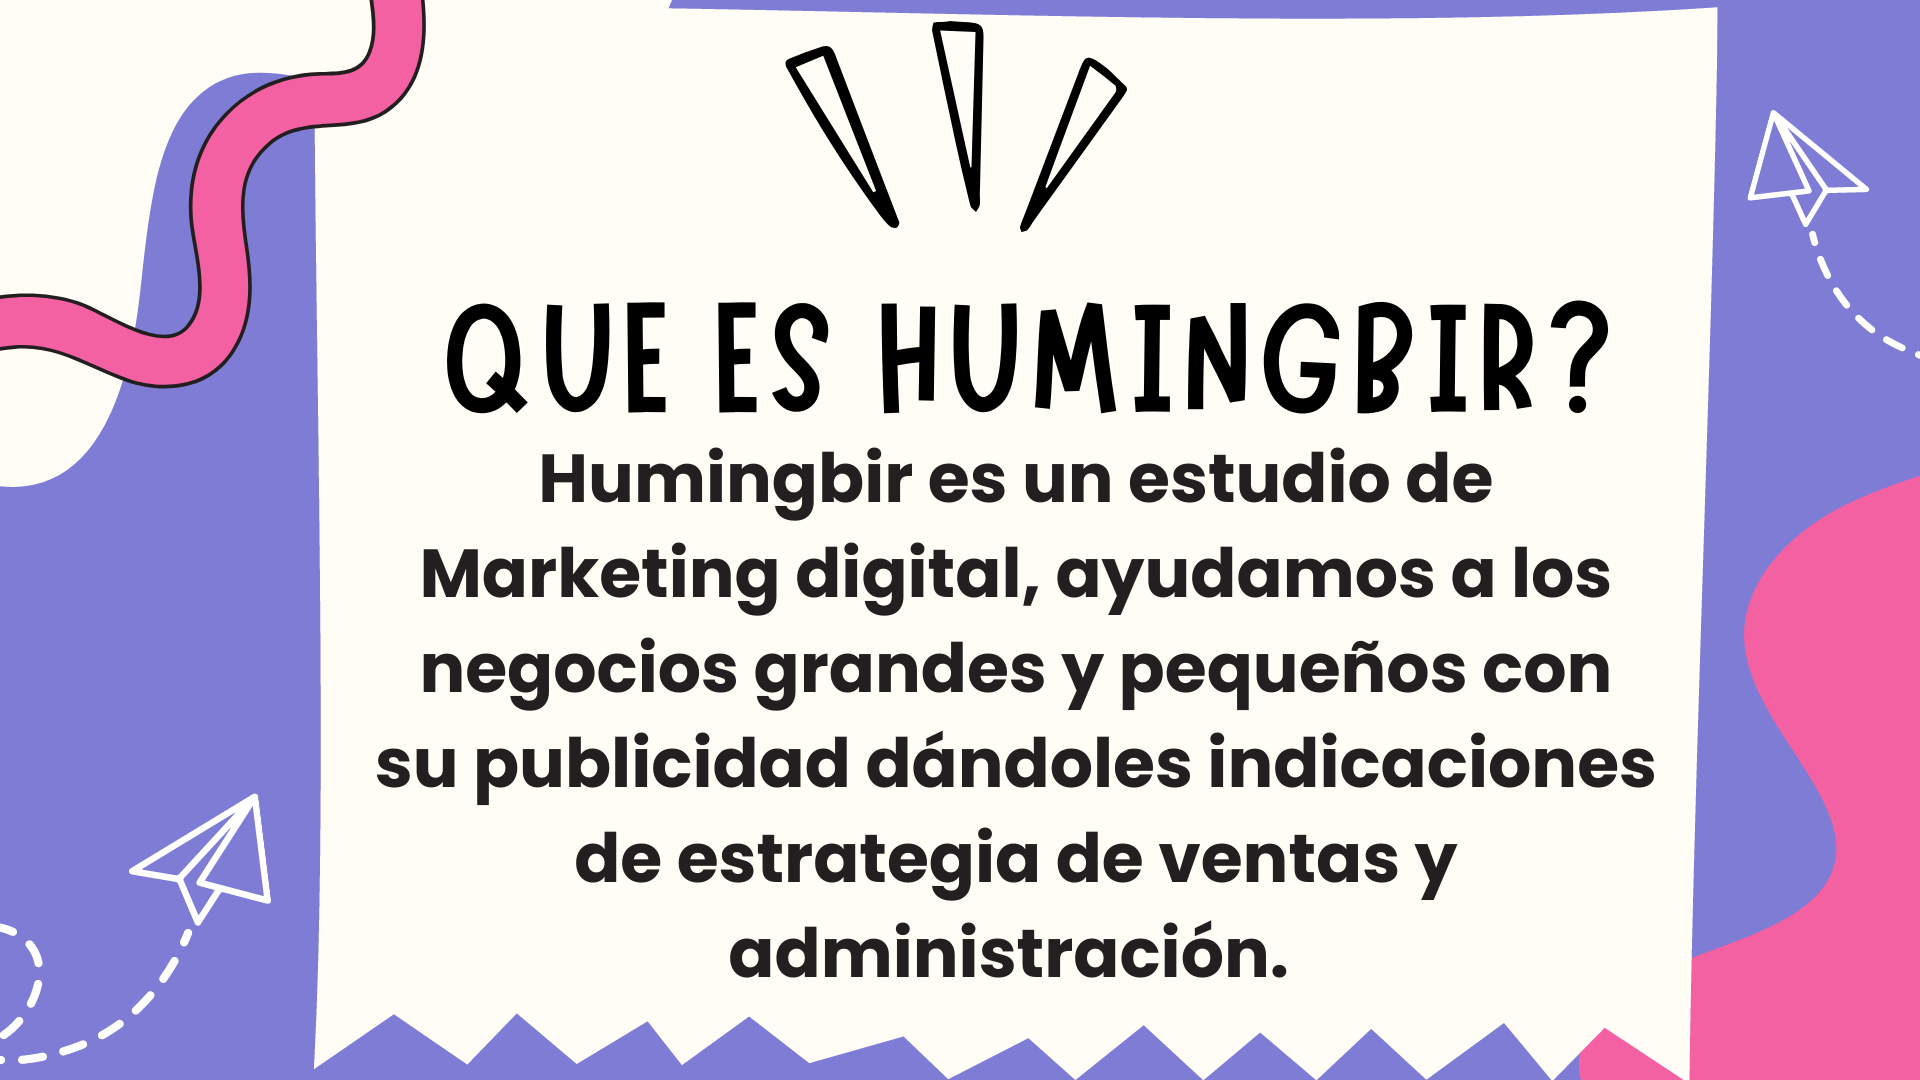 QUE ES HUMINGBIR?
Humingbir es un estudio de
Marketing digital, ayudamos a los
negocios grandes y pequeños con
su publicidad dándoles indicaciones
de estrategia de ventas y
administración.